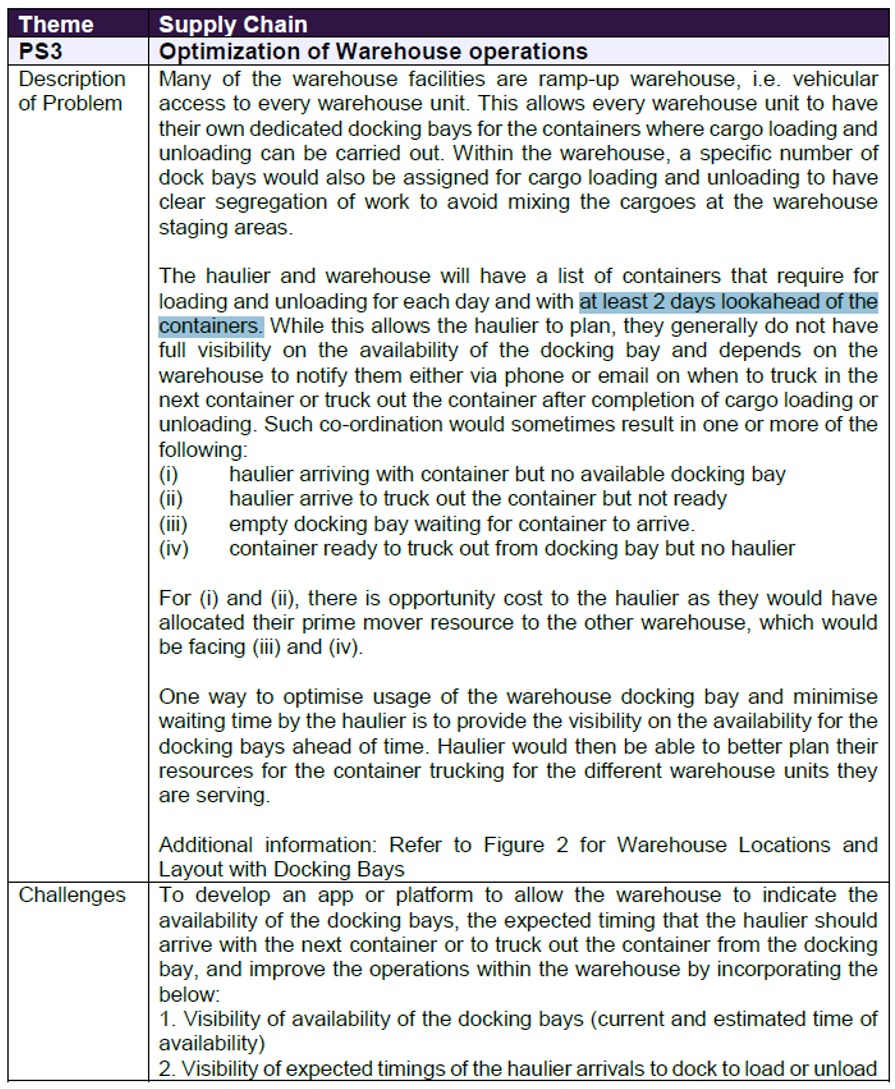 Theme Supply Chain
PS3 Optimization of Warehouse operations
Description of Problem
Many of the warehouse facilities are ramp-up warehouse, i.e. vehicular
access to every warehouse unit. This allows every warehouse unit to have
their own dedicated docking bays for the containers where cargo loading and
unloading can be carried out. Within the warehouse, a specific number of
dock bays would also be assigned for cargo loading and unloading to have
clear segregation of work to avoid mixing the cargoes at the warehouse
staging areas.
The haulier and warehouse will have a list of containers that require for
loading and unloading for each day and with at least 2 days lookahead of the
containers. While this allows the haulier to plan, they generally do not have
full visibility on the availability of the docking bay and depends on the
warehouse to notify them either via phone or email on when to truck in the
next container or truck out the container after completion of cargo loading or
unloading. Such co-ordination would sometimes result in one or more of the
following:
(i) haulier arriving with container but no available docking bay
(ii) haulier arrive to truck out the container but not ready
(iii) empty docking bay waiting for container to arrive.
(iv) container ready to truck out from docking bay but no haulier
For (i) and (ii), there is opportunity cost to the haulier as they would have
allocated their prime mover resource to the other warehouse, which would
be facing (iii) and (iv).
One way to optimise usage of the warehouse docking bay and minimise
waiting time by the haulier is to provide the visibility on the availability for the
docking bays ahead of time. Haulier would then be able to better plan their
resources for the container trucking for the different warehouse units they
are serving.
Additional information: Refer to Figure 2 for Warehouse Locations and
Layout with Docking Bays
Challenges
To develop an app or platform to allow the warehouse to indicate the
availability of the docking bays, the expected timing that the haulier should
arrive with the next container or to truck out the container from the docking
bay, and improve the operations within the warehouse by incorporating the
below:
1. Visibility of availability of the docking bays (current and estimated time of
availability)
2. Visibility of expected timings of the haulier arrivals to dock to load or unload